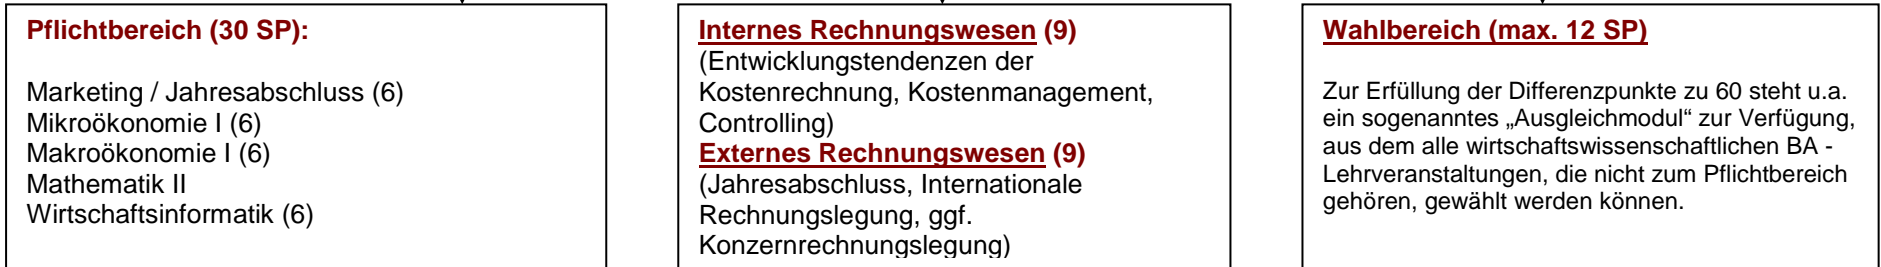 Pflichtbereich (30 SP):
Marketing / Jahresabschluss (6)
Mikroökonomie I (6)
Makroökonomie I (6)
Mathematik II
Wirtschaftsinformatik (6)
Internes Rechnungswesen (9)
(Entwicklungstendenzen der
Kostenrechnung, Kostenmanagement,
Controlling)
Externes Rechnungswesen (9)
(Jahresabschluss, Internationale
Rechnungslegung, ggf.
Konzernrechnungslegung)
Wahlbereich (max. 12 SP)
Zur Erfüllung der Differenzpunkte zu 60 steht u.a.
ein sogenanntes „Ausgleichmodul“ zur Verfügung,
aus dem alle wirtschaftswissenschaftlichen BA -
Lehrveranstaltungen, die nicht zum Pflichtbereich
gehören, gewählt werden können.